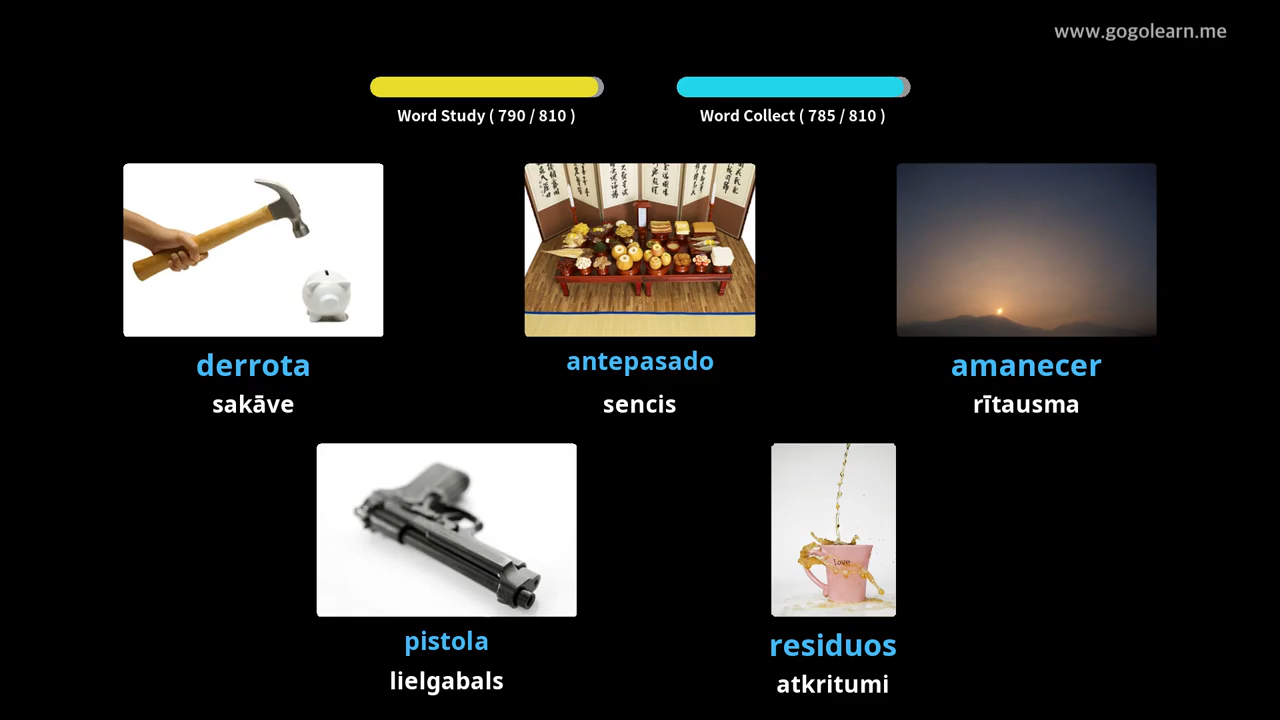 www.gogolearn.me
Word Study ( 790 / 810 )
Word Collect ( 785 / 810 )
derrota
sakāve
antepasado
sencis
amanecer
rītausma
love
pistola
lielgabals
residuos
atkritumi